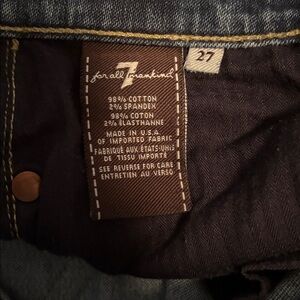 7
for all mankind
27
98% COTTON
2% SPANDEX
98% COTON
2% ÉLASTHANNE
MADE IN U.S.A.
OF IMPORTED FABRIC
FABRIQUÉ AUX ÉTATS-UNIS
DE TISSU IMPORTÉ
SEE REVERSE FOR CARE
ENTRETIEN AU VERSO